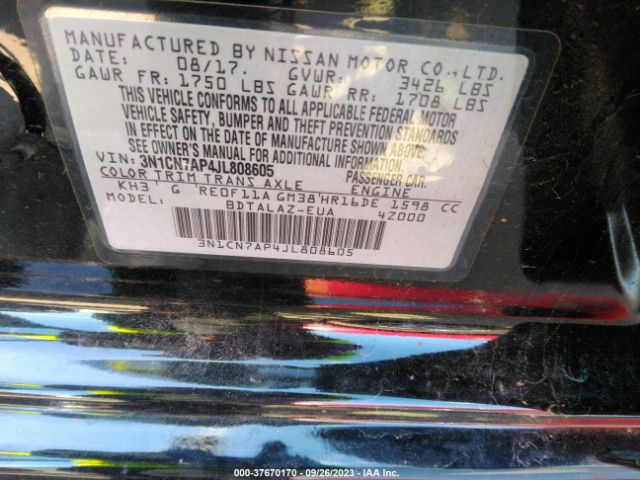 MANUFACTURED BY NISSAN MOTOR CO., LTD.
DATE: 08/17. GVWR: 3426 LBS
GAWR FR: 1750 LBS GAWR RR: 1708 LBS
THIS VEHICLE CONFORMS TO ALL APPLICABLE FEDERAL MOTOR
VEHICLE SAFETY, BUMPER AND THEFT PREVENTION STANDARDS
IN EFFECT ON THE DATE OF MANUFACTURE SHOWN ABOVE.
SEE OWNER'S MANUAL FOR ADDITIONAL INFORMATION.
VIN: 3N1CN7AP4JL808605 PASSENGER CAR.
COLOR TRIM TRANS AXLE ENGINE
KH3 G RE0F11A GM38 HR16DE 1598 CC
MODEL: BDTALAZ-EUA 42000
3N1CN7AP4JL808605
000-37670170 - 09/26/2023 - IAA Inc.